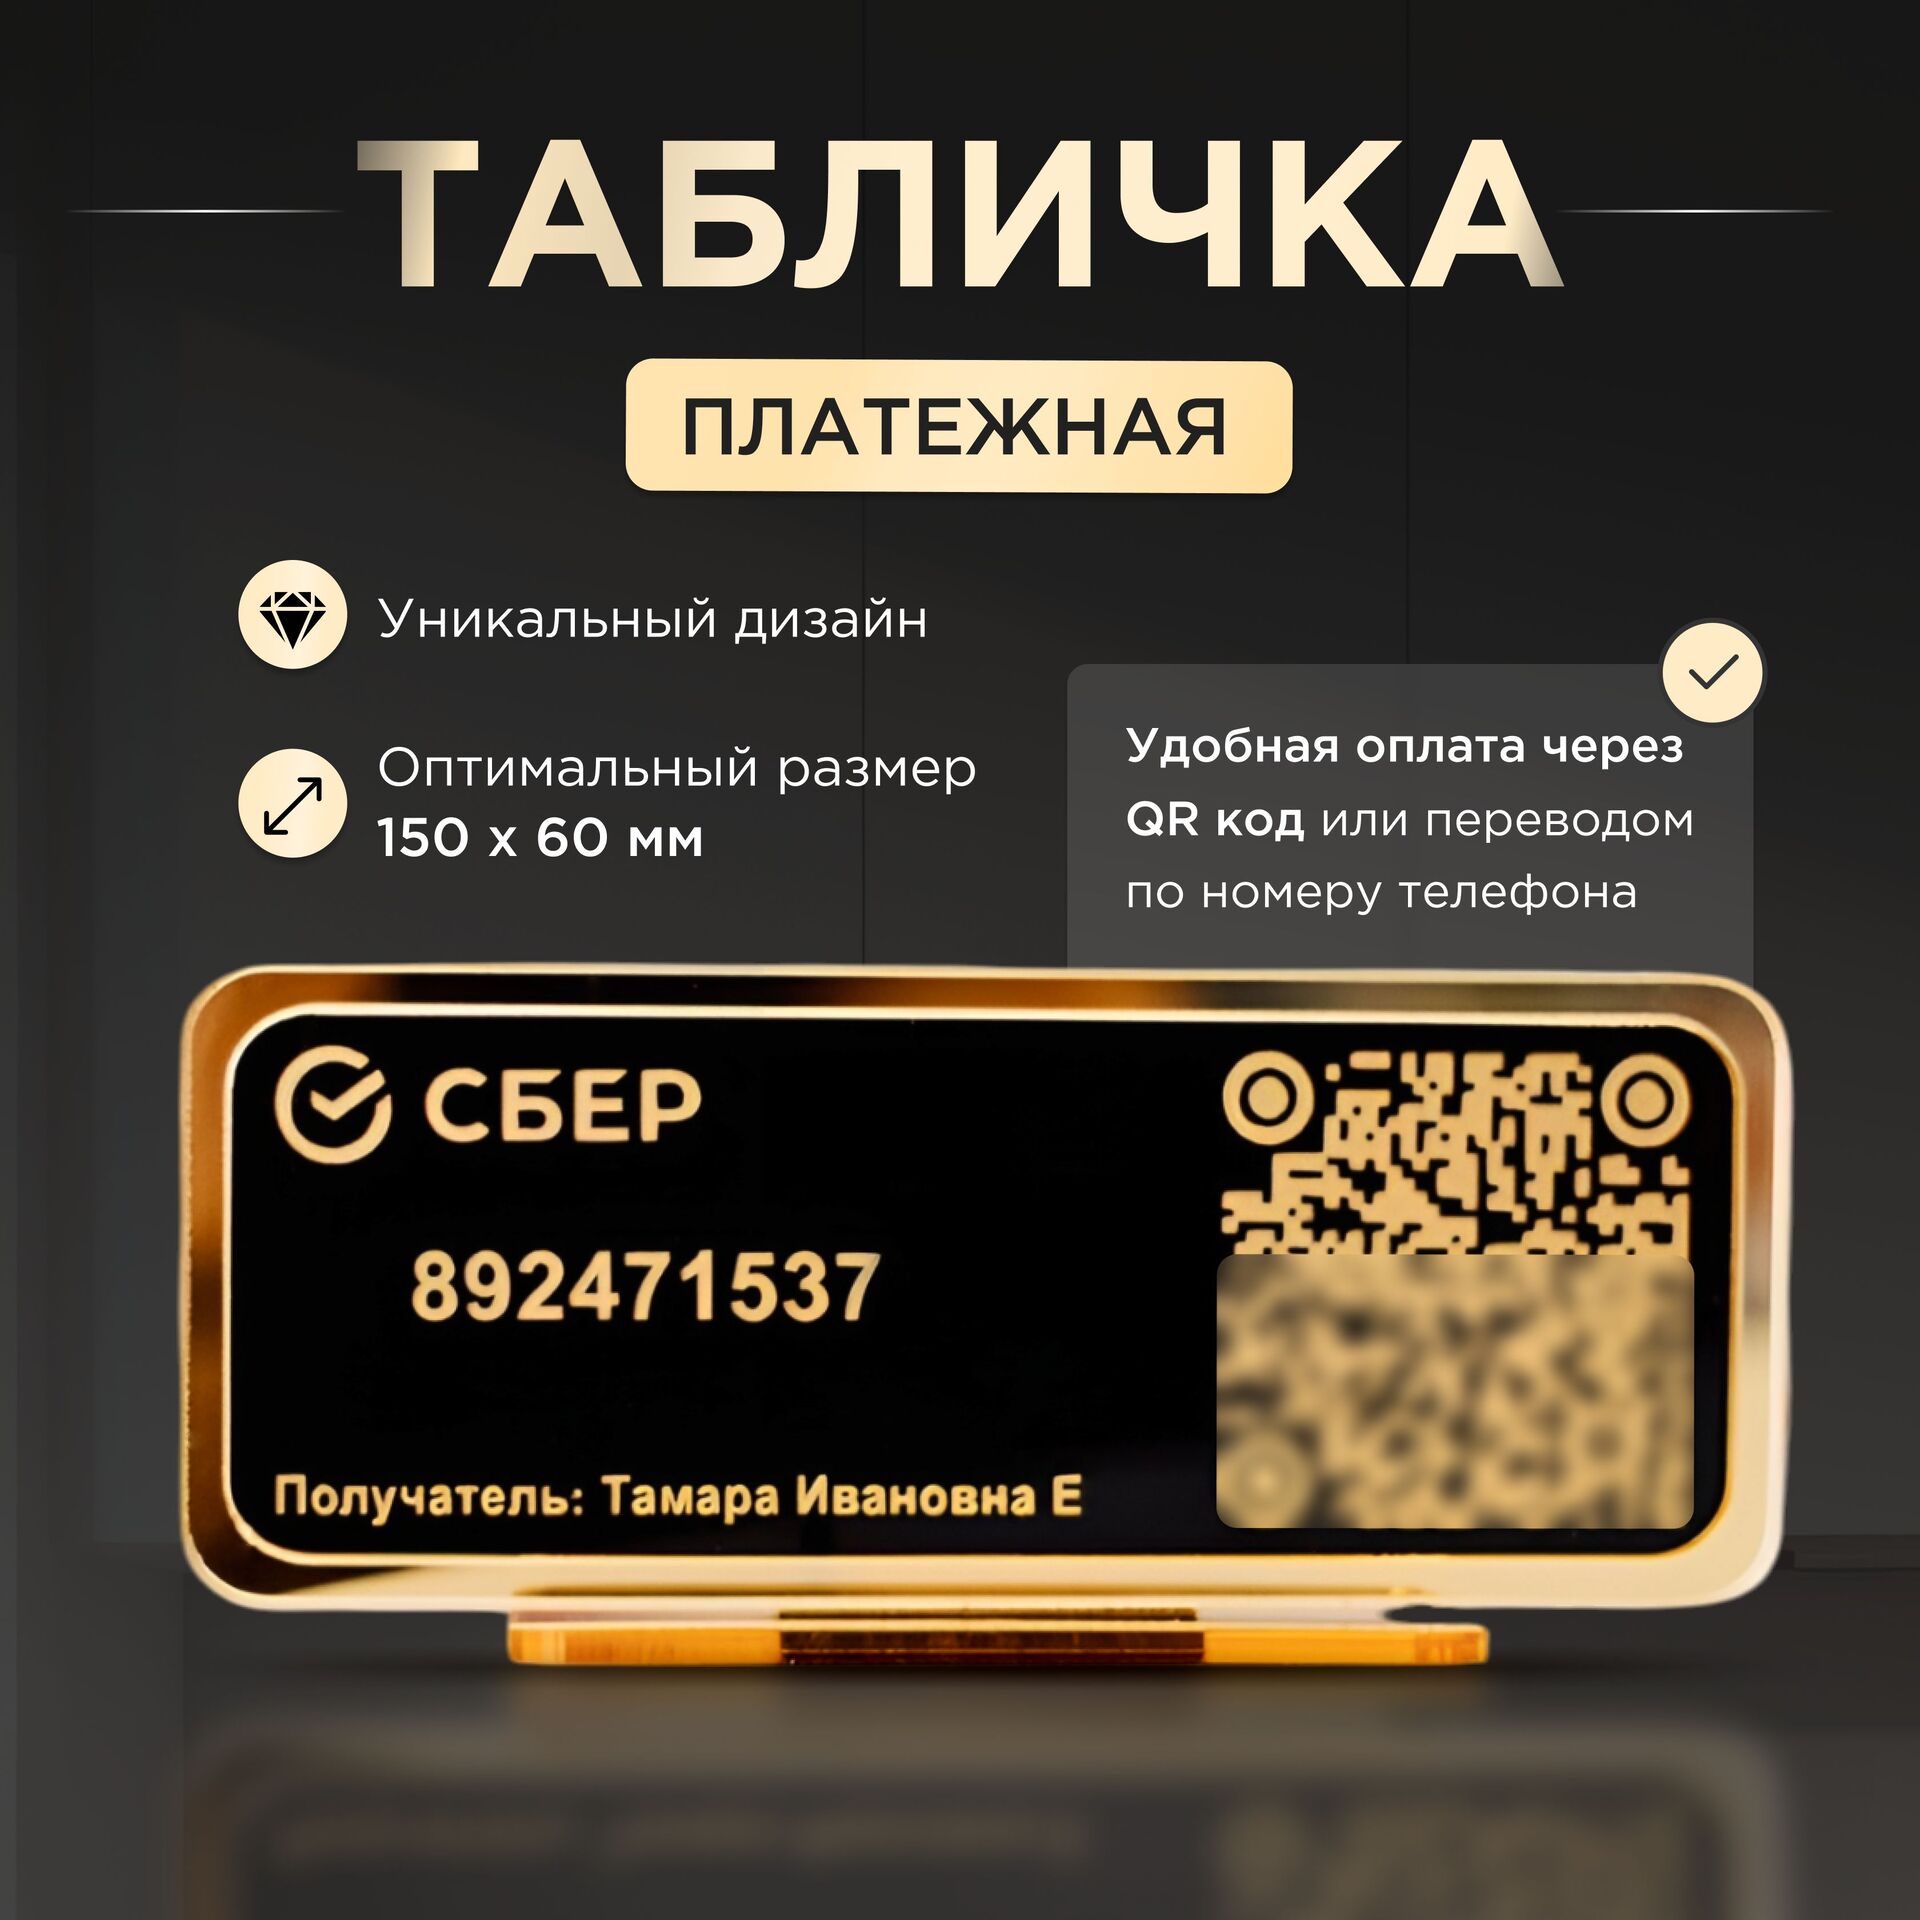 ТАБЛИЧКА
ПЛАТЕЖНАЯ
Уникальный дизайн
Оптимальный размер
150 x 60 мм
Удобная оплата через
QR код или переводом
по номеру телефона
СБЕР
892471537
Получатель: Тамара Ивановна Е